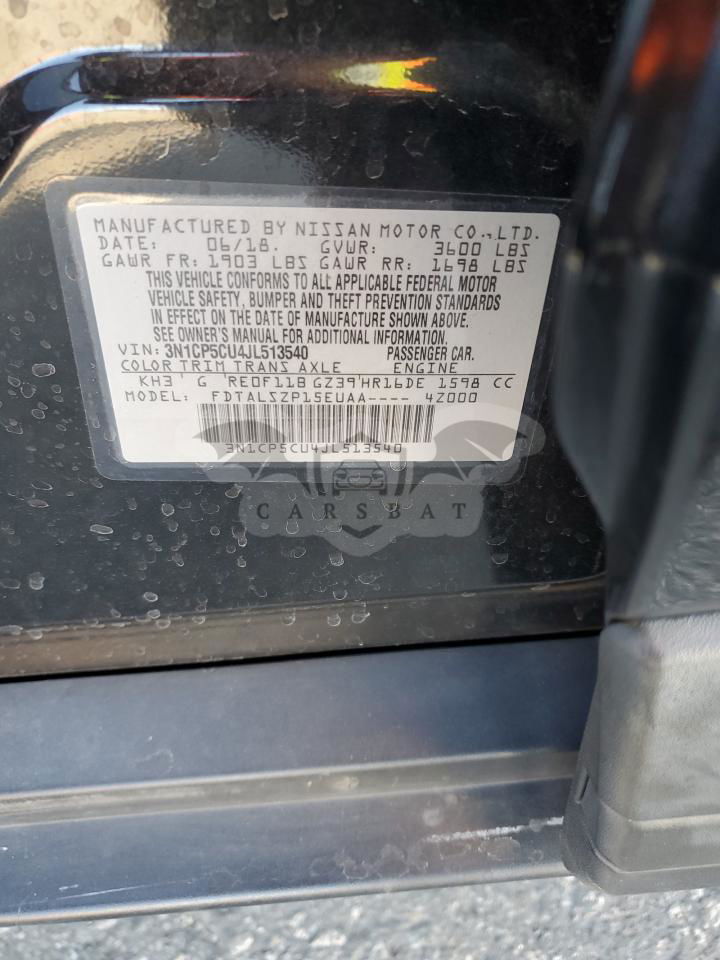 MANUFACTURED BY NISSAN MOTOR CO.,LTD.
DATE: 06/18. GVWR: 3600 LBS
GAWR FR: 1903 LBS GAWR RR: 1698 LBS
THIS VEHICLE CONFORMS TO ALL APPLICABLE FEDERAL MOTOR
VEHICLE SAFETY, BUMPER AND THEFT PREVENTION STANDARDS
IN EFFECT ON THE DATE OF MANUFACTURE SHOWN ABOVE.
SEE OWNER'S MANUAL FOR ADDITIONAL INFORMATION.
VIN: 3N1CP5CU4JL513540 PASSENGER CAR.
COLOR TRIM TRANS AXLE ENGINE
KH3 G RE0F11B GZ39 HR16DE 1598 CC
MODEL: FDTALSZP15EUAA---- 4Z000
3N1CP5CU4JL513540
CARSBAT